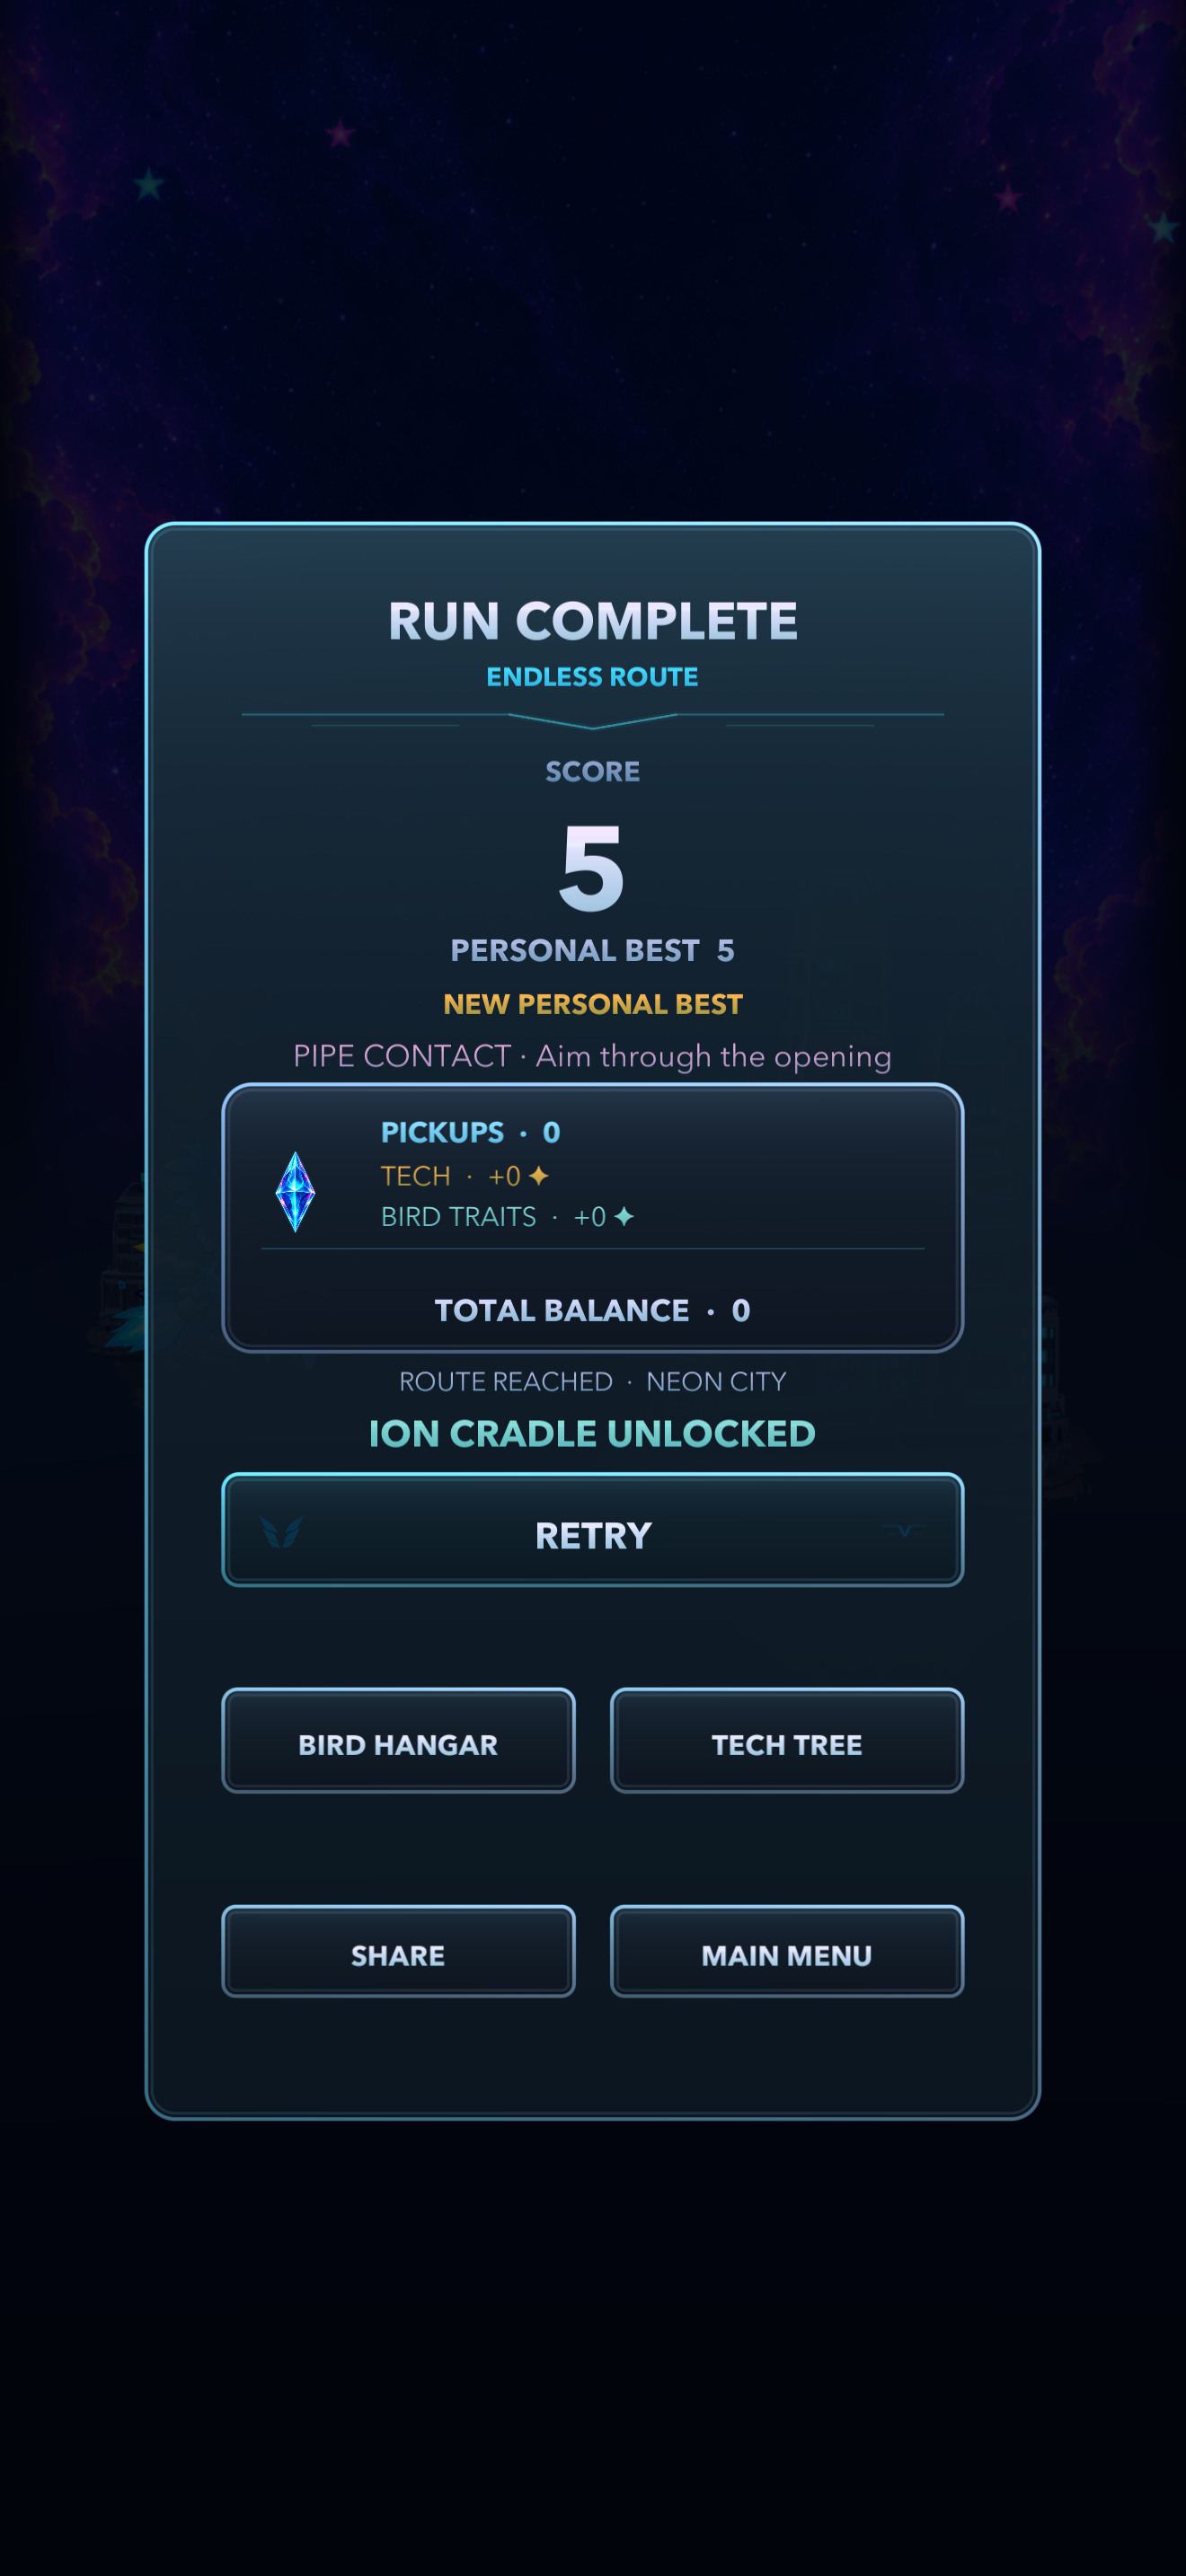 RUN COMPLETE
ENDLESS ROUTE
SCORE
5
PERSONAL BEST 5
NEW PERSONAL BEST
PIPE CONTACT · Aim through the opening
PICKUPS · 0
TECH · +0 ✦
BIRD TRAITS · +0 ✦
TOTAL BALANCE · 0
ROUTE REACHED · NEON CITY
ION CRADLE UNLOCKED
RETRY
BIRD HANGAR
TECH TREE
SHARE
MAIN MENU